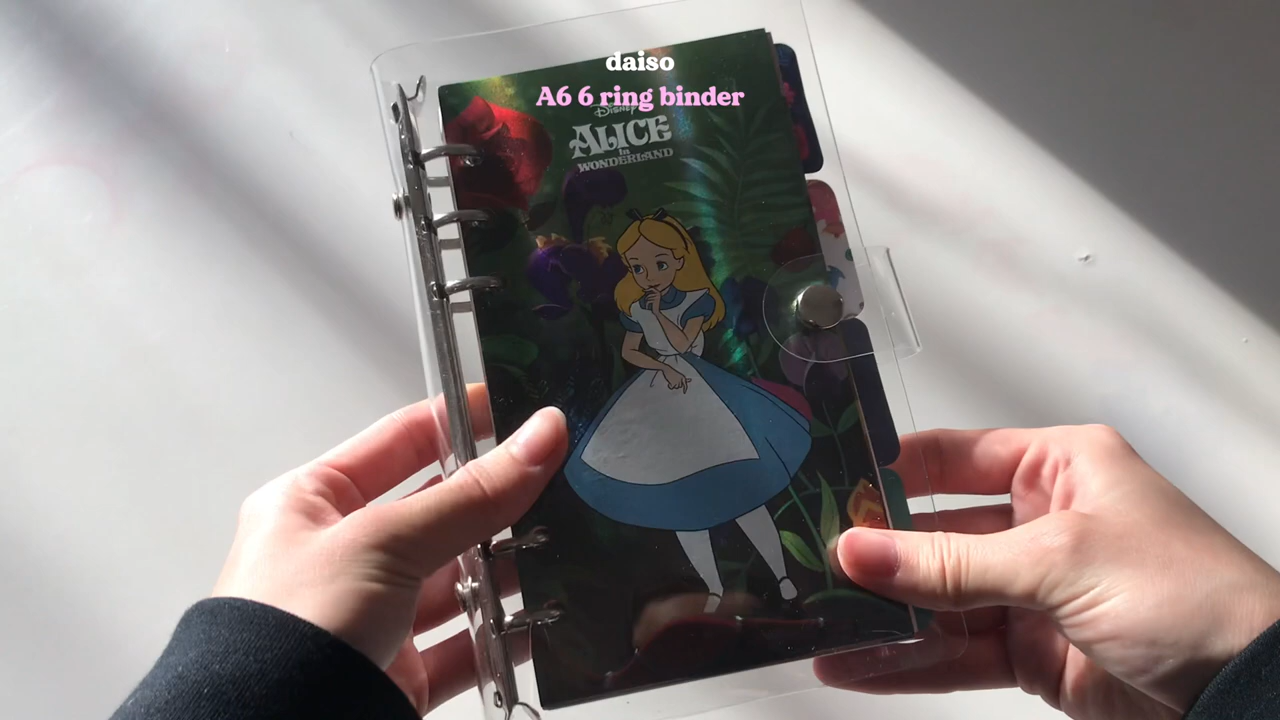 daiso
A6 6 ring binder
Disney
ALICE
in
WONDERLAND